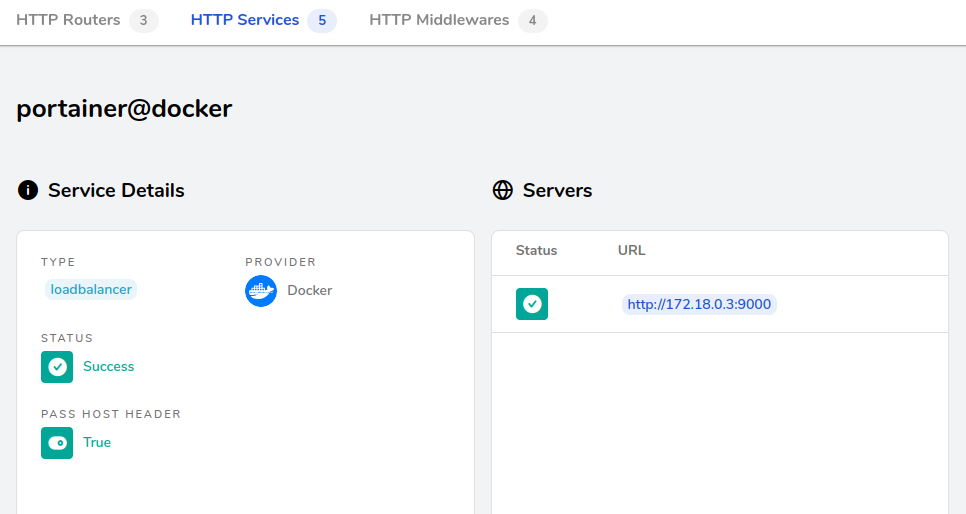 HTTP Routers 3 HTTP Services 5 HTTP Middlewares 4
portainer@docker
Service Details
TYPE PROVIDER
loadbalancer Docker
STATUS
Success
PASS HOST HEADER
True
Servers
Status URL
http://172.18.0.3:9000